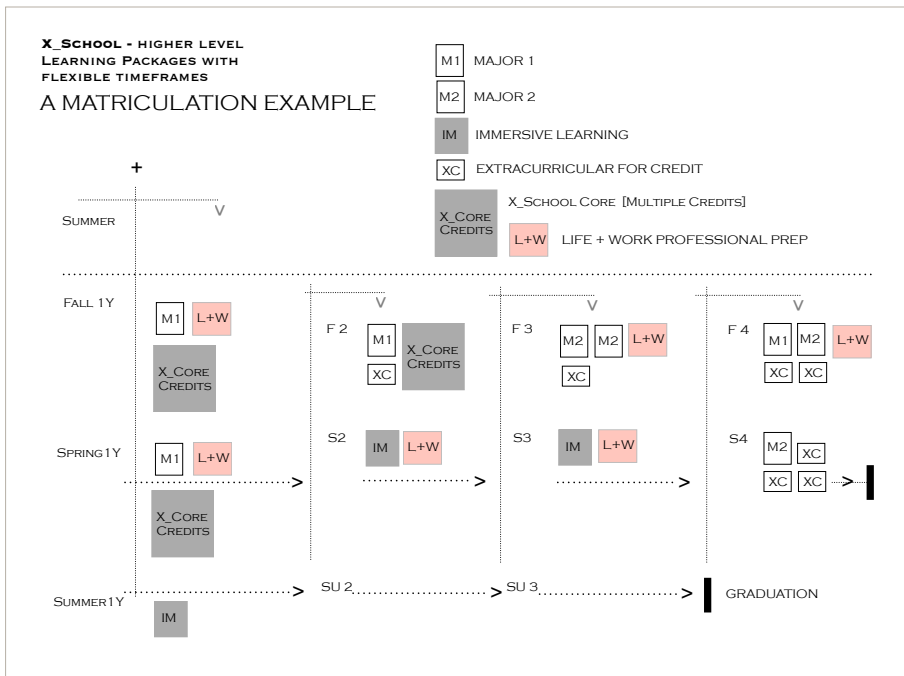 X_School - higher level
Learning Packages with
flexible timeframes
A MATRICULATION EXAMPLE
M1 MAJOR 1
M2 MAJOR 2
IM IMMERSIVE LEARNING
XC EXTRACURRICULAR FOR CREDIT
X_Core
Credits
X_School Core [Multiple Credits]
L+W LIFE + WORK PROFESSIONAL PREP
+
Summer
Fall 1Y
M1 L+W
X_Core
Credits
F 2
M1
XC
X_Core
Credits
F 3
M2 M2 L+W
XC
F 4
M1 M2 L+W
XC XC
Spring1Y
M1 L+W
X_Core
Credits
S2
IM L+W
S3
IM L+W
S4
M2 XC
XC XC
Summer1Y
IM
SU 2
SU 3
GRADUATION